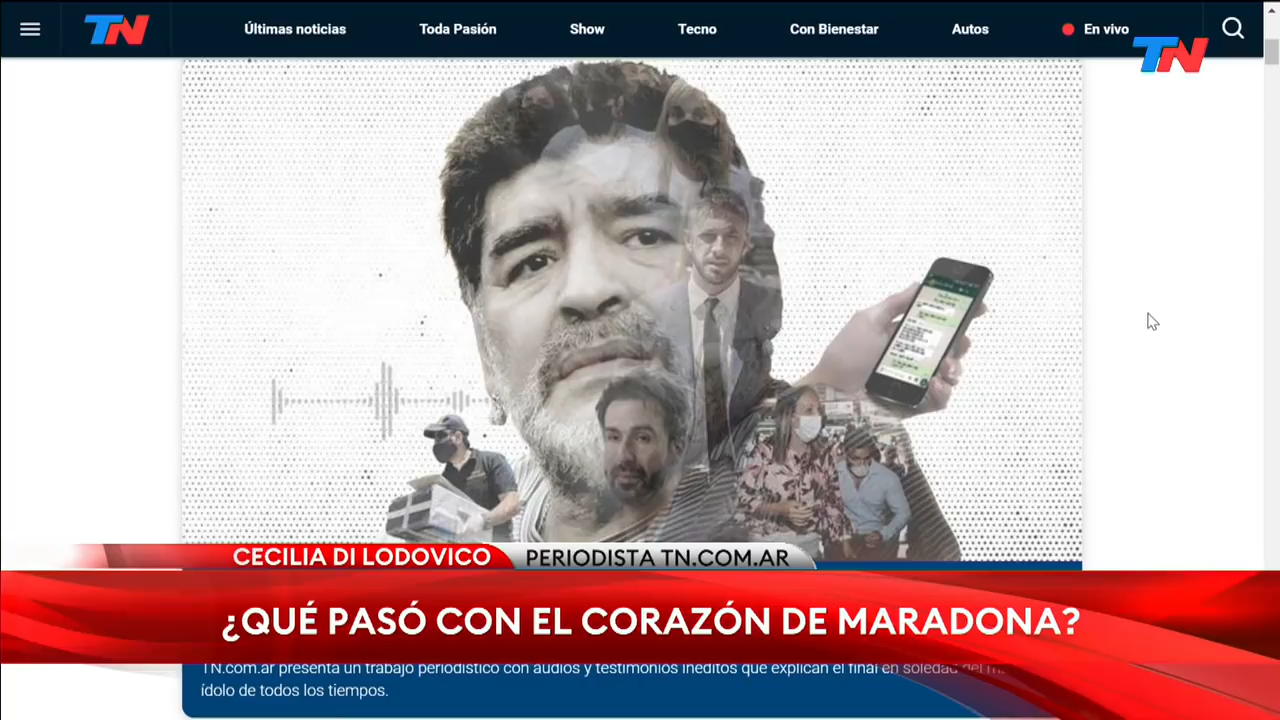 TN
Últimas noticias
Toda Pasión
Show
Tecno
Con Bienestar
Autos
En vivo
TN
CECILIA DI LODOVICO
PERIODISTA TN.COM.AR
¿QUÉ PASÓ CON EL CORAZÓN DE MARADONA?
TN.com.ar presenta un trabajo periodístico con audios y testimonios inéditos que explican el final en soledad del
ídolo de todos los tiempos.